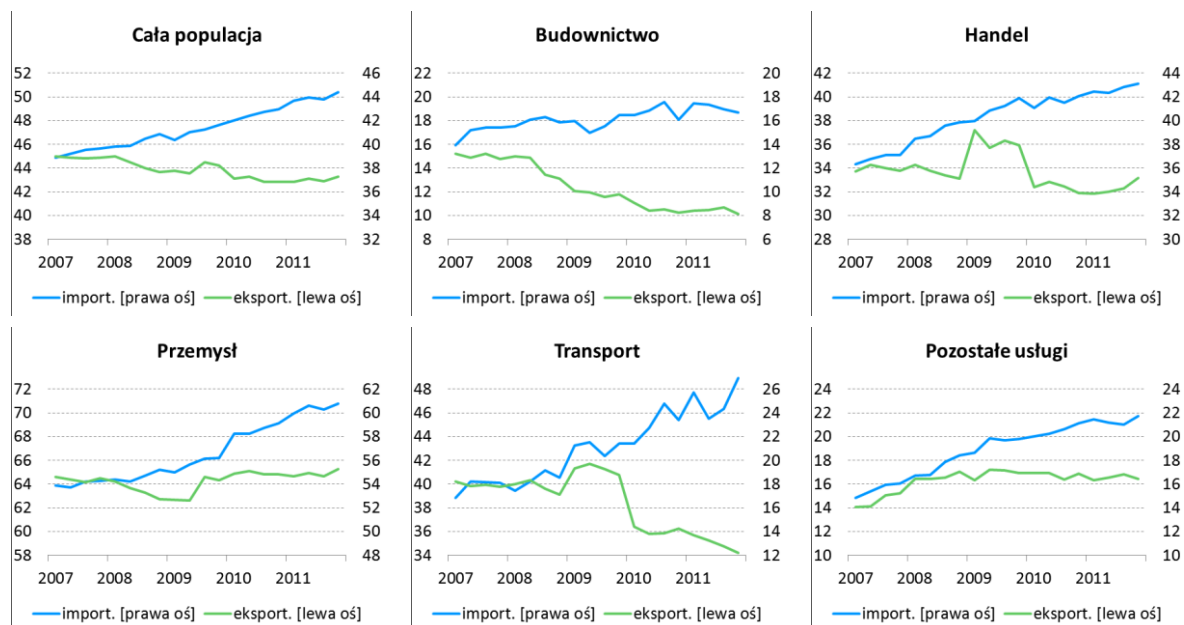 Cała populacja
52 46
50 44
48 42
46 40
44 38
42 36
40 34
38 32
2007 2008 2009 2010 2011
import. [prawa oś] eksport. [lewa oś]
Budownictwo
22 20
20 18
18 16
16 14
14 12
12 10
10 8
8 6
2007 2008 2009 2010 2011
import. [prawa oś] eksport. [lewa oś]
Handel
42 44
40 42
38 40
36 38
34 36
32 34
30 32
28 30
2007 2008 2009 2010 2011
import. [prawa oś] eksport. [lewa oś]
Przemysł
72 62
70 60
68 58
66 56
64 54
62 52
60 50
58 48
2007 2008 2009 2010 2011
import. [prawa oś] eksport. [lewa oś]
Transport
48 26
46 24
44 22
42 20
40 18
38 16
36 14
34 12
2007 2008 2009 2010 2011
import. [prawa oś] eksport. [lewa oś]
Pozostałe usługi
24 24
22 22
20 20
18 18
16 16
14 14
12 12
10 10
2007 2008 2009 2010 2011
import. [prawa oś] eksport. [lewa oś]